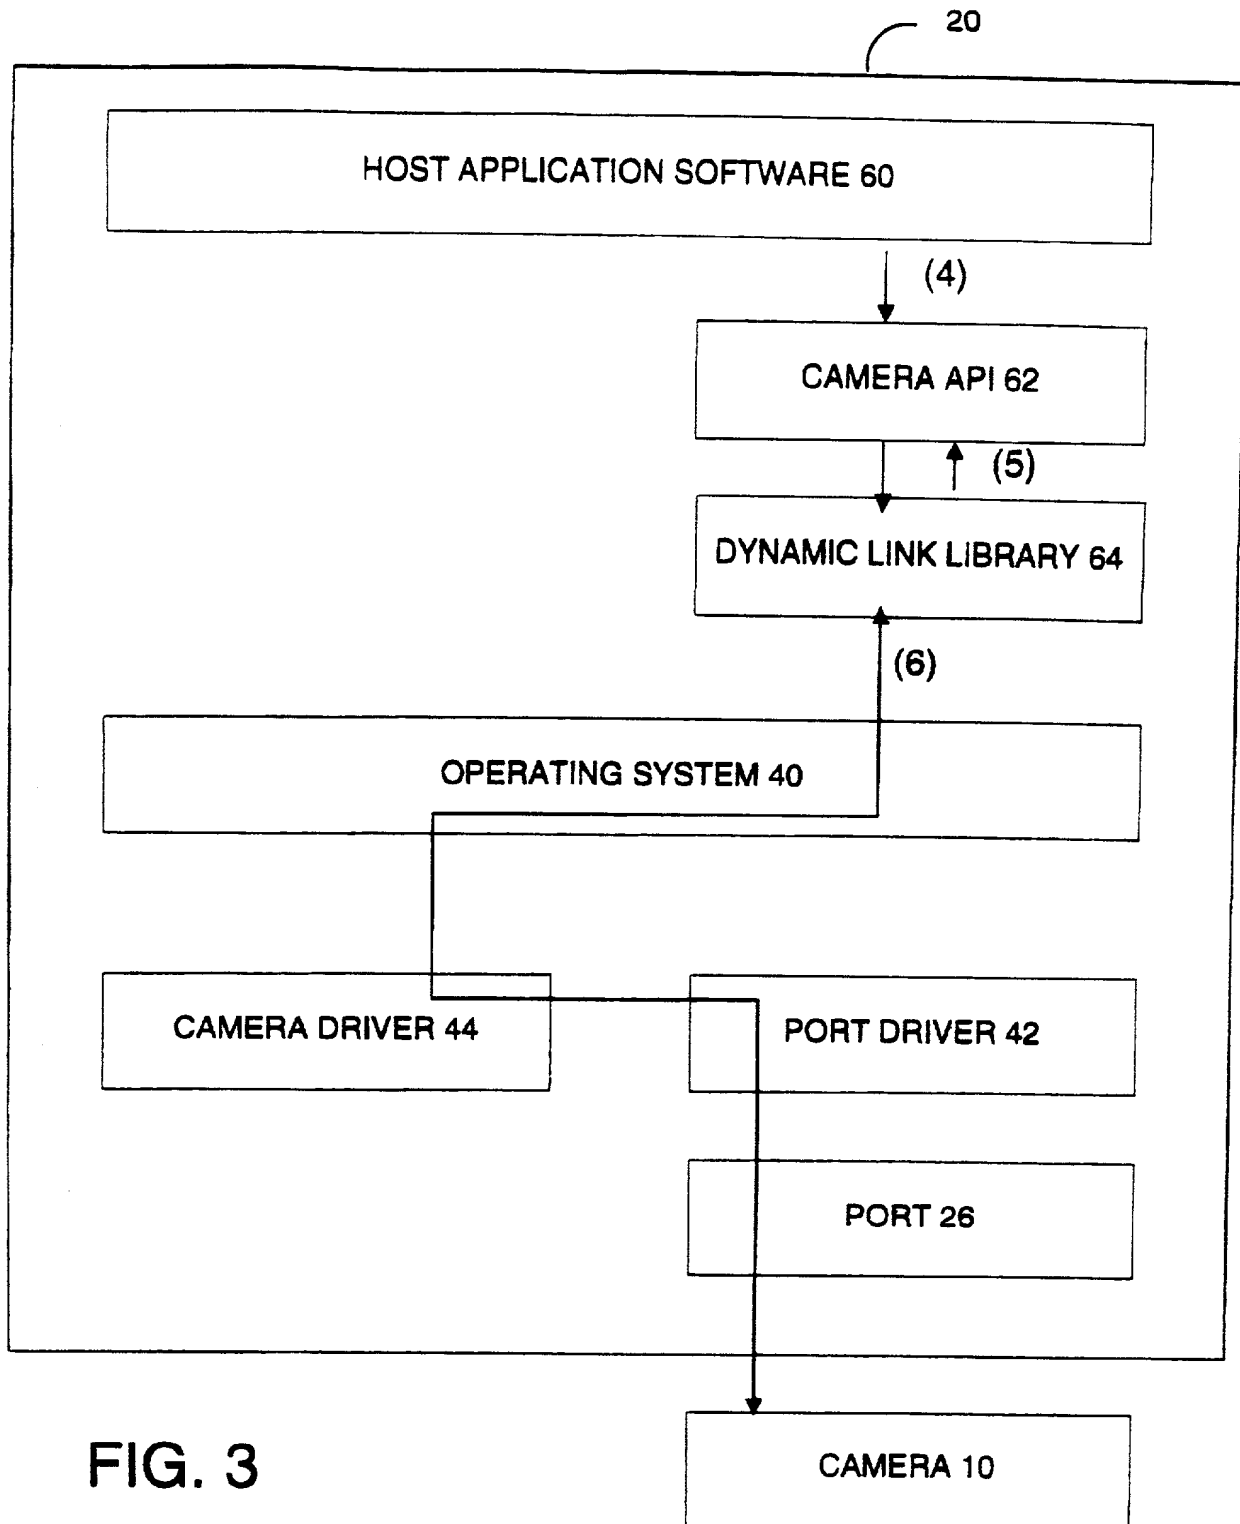 20
HOST APPLICATION SOFTWARE 60
(4)
CAMERA API 62
(5)
DYNAMIC LINK LIBRARY 64
(6)
OPERATING SYSTEM 40
CAMERA DRIVER 44
PORT DRIVER 42
PORT 26
CAMERA 10
FIG. 3